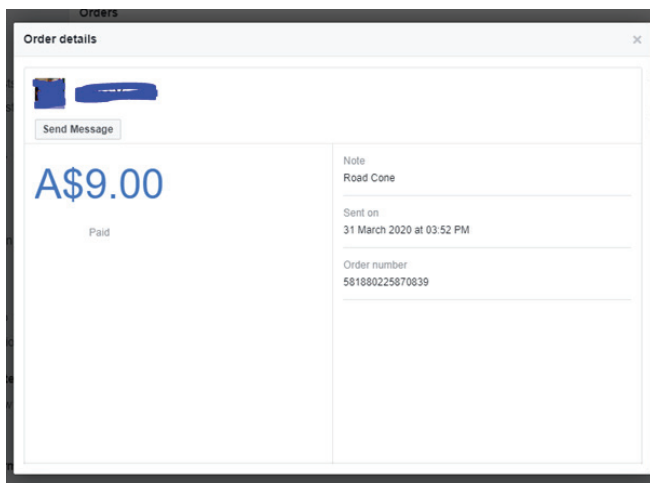 Orders
Order details
×
Send Message
A$9.00
Paid
Note
Road Cone
Sent on
31 March 2020 at 03:52 PM
Order number
581880225870839